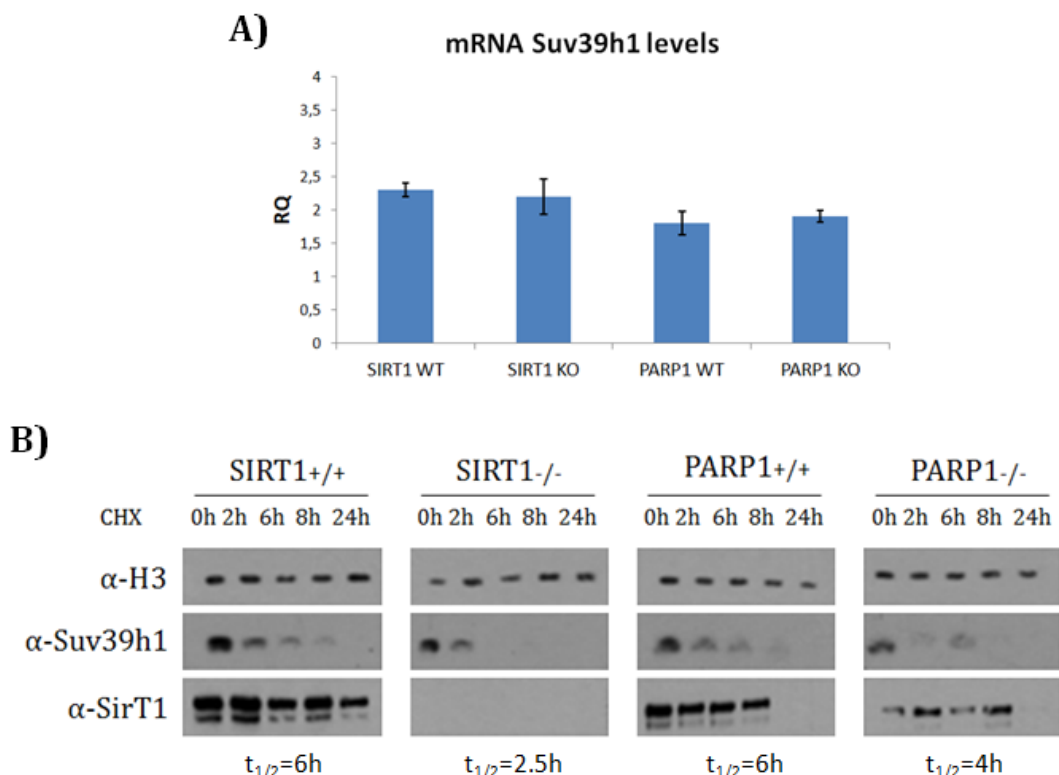 A)
mRNA Suv39h1 levels
4
3,5
3
2,5
2
1,5
1
0,5
0
RQ
SIRT1 WT SIRT1 KO PARP1 WT PARP1 KO
B)
SIRT1+/+ SIRT1-/- PARP1+/+ PARP1-/-
CHX 0h 2h 6h 8h 24h 0h 2h 6h 8h 24h 0h 2h 6h 8h 24h 0h 2h 6h 8h 24h
α-H3
α-Suv39h1
α-SirT1
t1/2=6h t1/2=2.5h t1/2=6h t1/2=4h